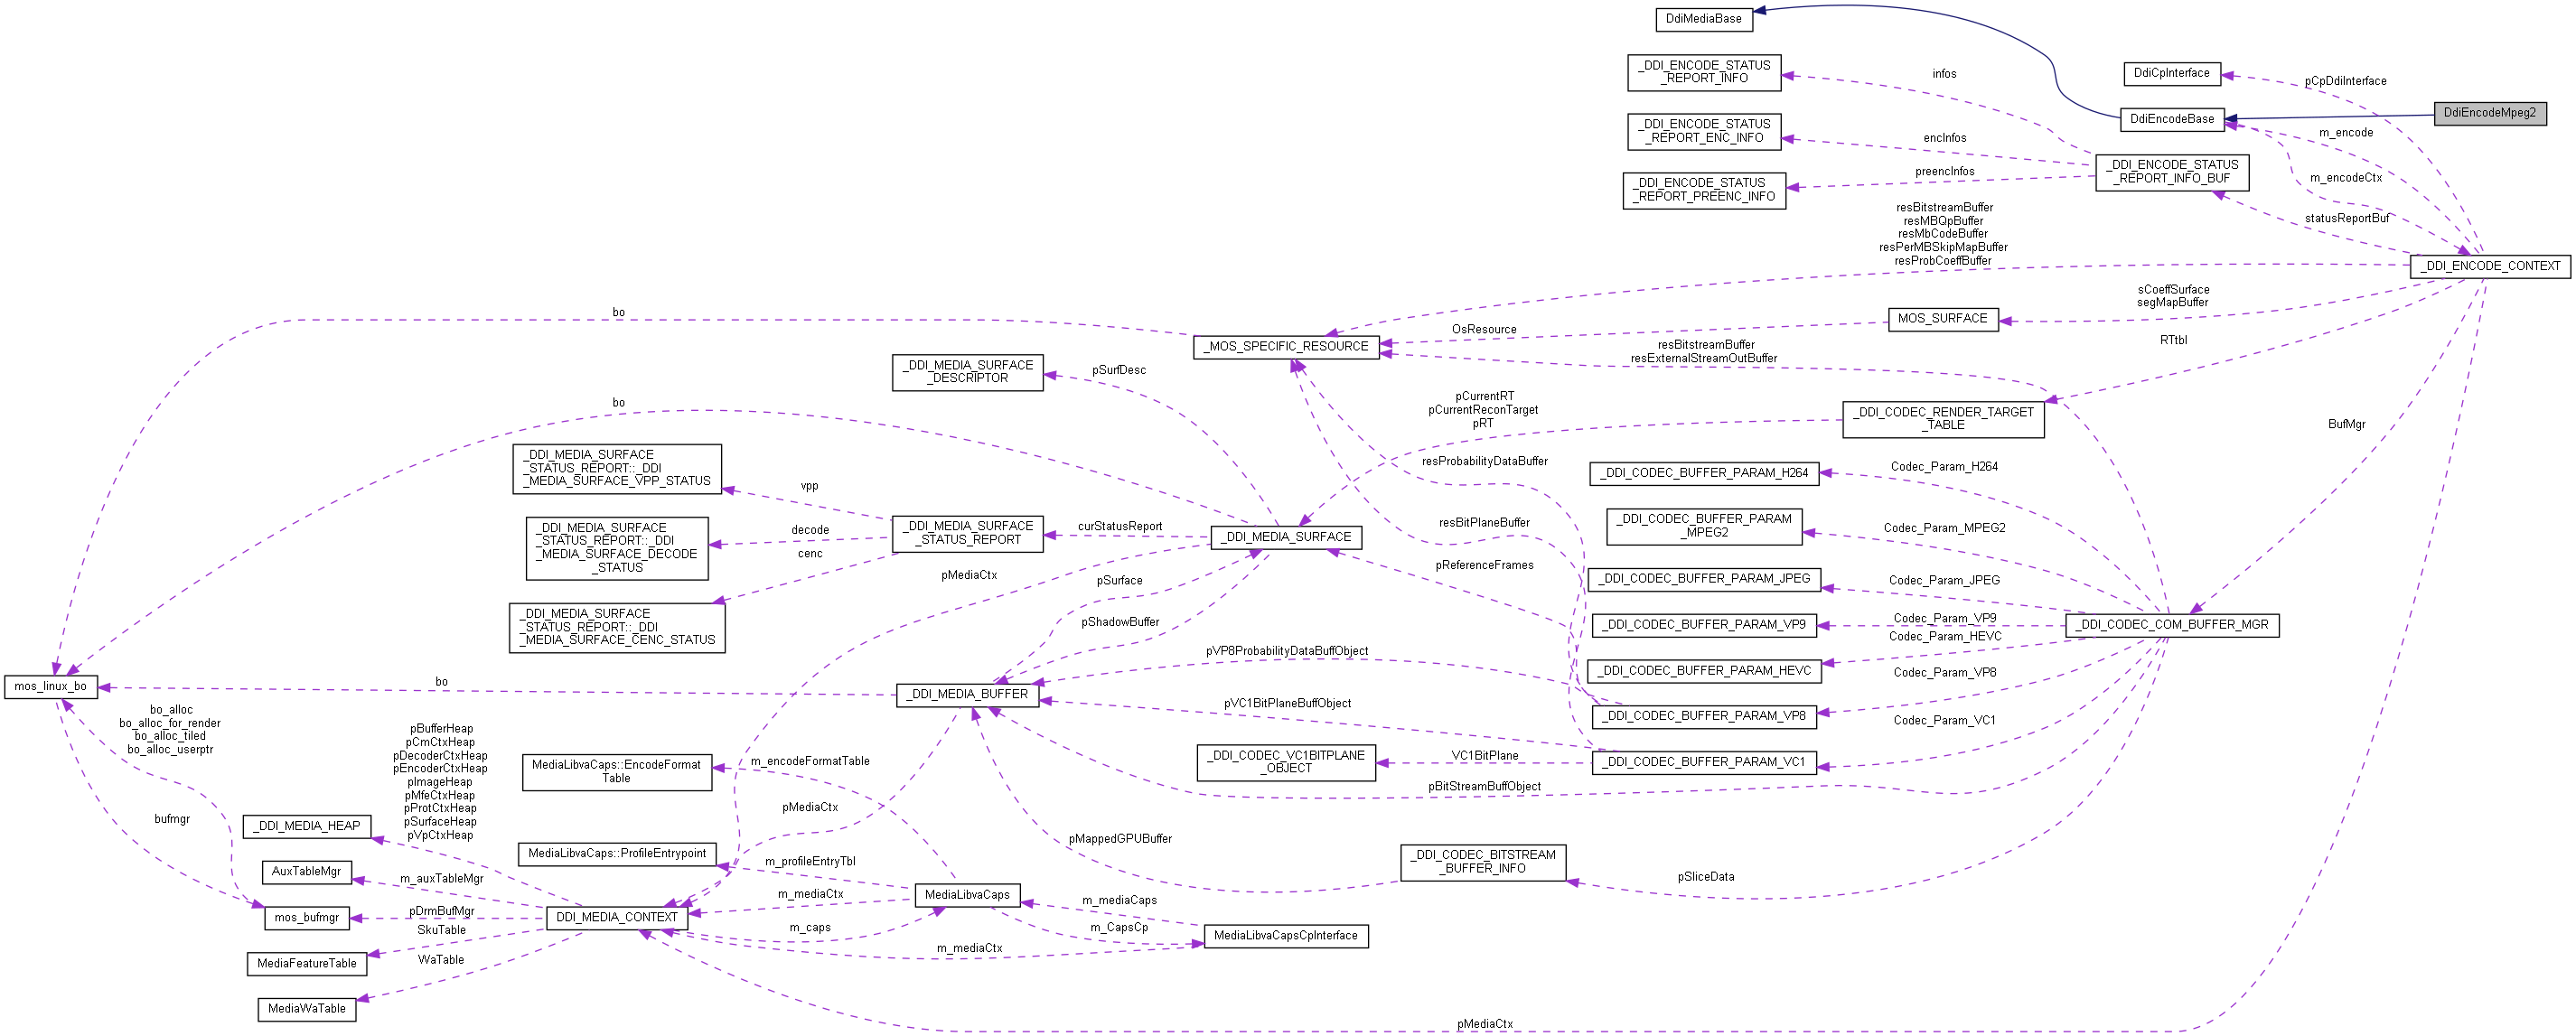 DdiMediaBase
_DDI_ENCODE_STATUS
_REPORT_INFO
infos
DdiCpInterface
pCpDdiInterface
DdiEncodeMpeg2
_DDI_ENCODE_STATUS
_REPORT_ENC_INFO
encInfos
DdiEncodeBase
m_encode
_DDI_ENCODE_STATUS
_REPORT_PREENC_INFO
preencInfos
_DDI_ENCODE_STATUS
_REPORT_INFO_BUF
m_encodeCtx
statusReportBuf
resBitstreamBuffer
resMBQpBuffer
resMbCodeBuffer
resPerMBSkipMapBuffer
resProbCoeffBuffer
_DDI_ENCODE_CONTEXT
sCoeffSurface
segMapBuffer
bo
OsResource
MOS_SURFACE
_MOS_SPECIFIC_RESOURCE
RTtbl
resBitstreamBuffer
resExternalStreamOutBuffer
_DDI_MEDIA_SURFACE
_DESCRIPTOR
pSurfDesc
bo
pCurrentRT
pCurrentReconTarget
pRT
_DDI_CODEC_RENDER_TARGET
_TABLE
BufMgr
_DDI_MEDIA_SURFACE
_STATUS_REPORT::_DDI
_MEDIA_SURFACE_VPP_STATUS
vpp
resProbabilityDataBuffer
_DDI_CODEC_BUFFER_PARAM_H264
Codec_Param_H264
_DDI_MEDIA_SURFACE
_STATUS_REPORT::_DDI
_MEDIA_SURFACE_DECODE
_STATUS
decode
cenc
_DDI_MEDIA_SURFACE
_STATUS_REPORT
curStatusReport
_DDI_MEDIA_SURFACE
resBitPlaneBuffer
_DDI_CODEC_BUFFER_PARAM
_MPEG2
Codec_Param_MPEG2
pMediaCtx
pSurface
pReferenceFrames
_DDI_CODEC_BUFFER_PARAM_JPEG
Codec_Param_JPEG
_DDI_MEDIA_SURFACE
_STATUS_REPORT::_DDI
_MEDIA_SURFACE_CENC_STATUS
pShadowBuffer
_DDI_CODEC_BUFFER_PARAM_VP9
Codec_Param_VP9
_DDI_CODEC_COM_BUFFER_MGR
Codec_Param_HEVC
pVP8ProbabilityDataBuffObject
_DDI_CODEC_BUFFER_PARAM_HEVC
Codec_Param_VP8
mos_linux_bo
bo
_DDI_MEDIA_BUFFER
pVC1BitPlaneBuffObject
_DDI_CODEC_BUFFER_PARAM_VP8
Codec_Param_VC1
bo_alloc
bo_alloc_for_render
bo_alloc_tiled
bo_alloc_userptr
pBufferHeap
pCmCtxHeap
pDecoderCtxHeap
pEncoderCtxHeap
pImageHeap
pMfeCtxHeap
pProtCtxHeap
pSurfaceHeap
pVpCtxHeap
MediaLibvaCaps::EncodeFormat
Table
m_encodeFormatTable
_DDI_CODEC_VC1BITPLANE
_OBJECT
VC1BitPlane
_DDI_CODEC_BUFFER_PARAM_VC1
pBitStreamBuffObject
bufmgr
_DDI_MEDIA_HEAP
pMediaCtx
pMappedGPUBuffer
MediaLibvaCaps::ProfileEntrypoint
m_profileEntryTbl
_DDI_CODEC_BITSTREAM
_BUFFER_INFO
pSliceData
AuxTableMgr
m_auxTableMgr
m_mediaCtx
MediaLibvaCaps
m_mediaCaps
mos_bufmgr
pDrmBufMgr
DDI_MEDIA_CONTEXT
SkuTable
m_caps
m_CapsCp
MediaLibvaCapsCpInterface
m_mediaCtx
MediaFeatureTable
WaTable
MediaWaTable
pMediaCtx